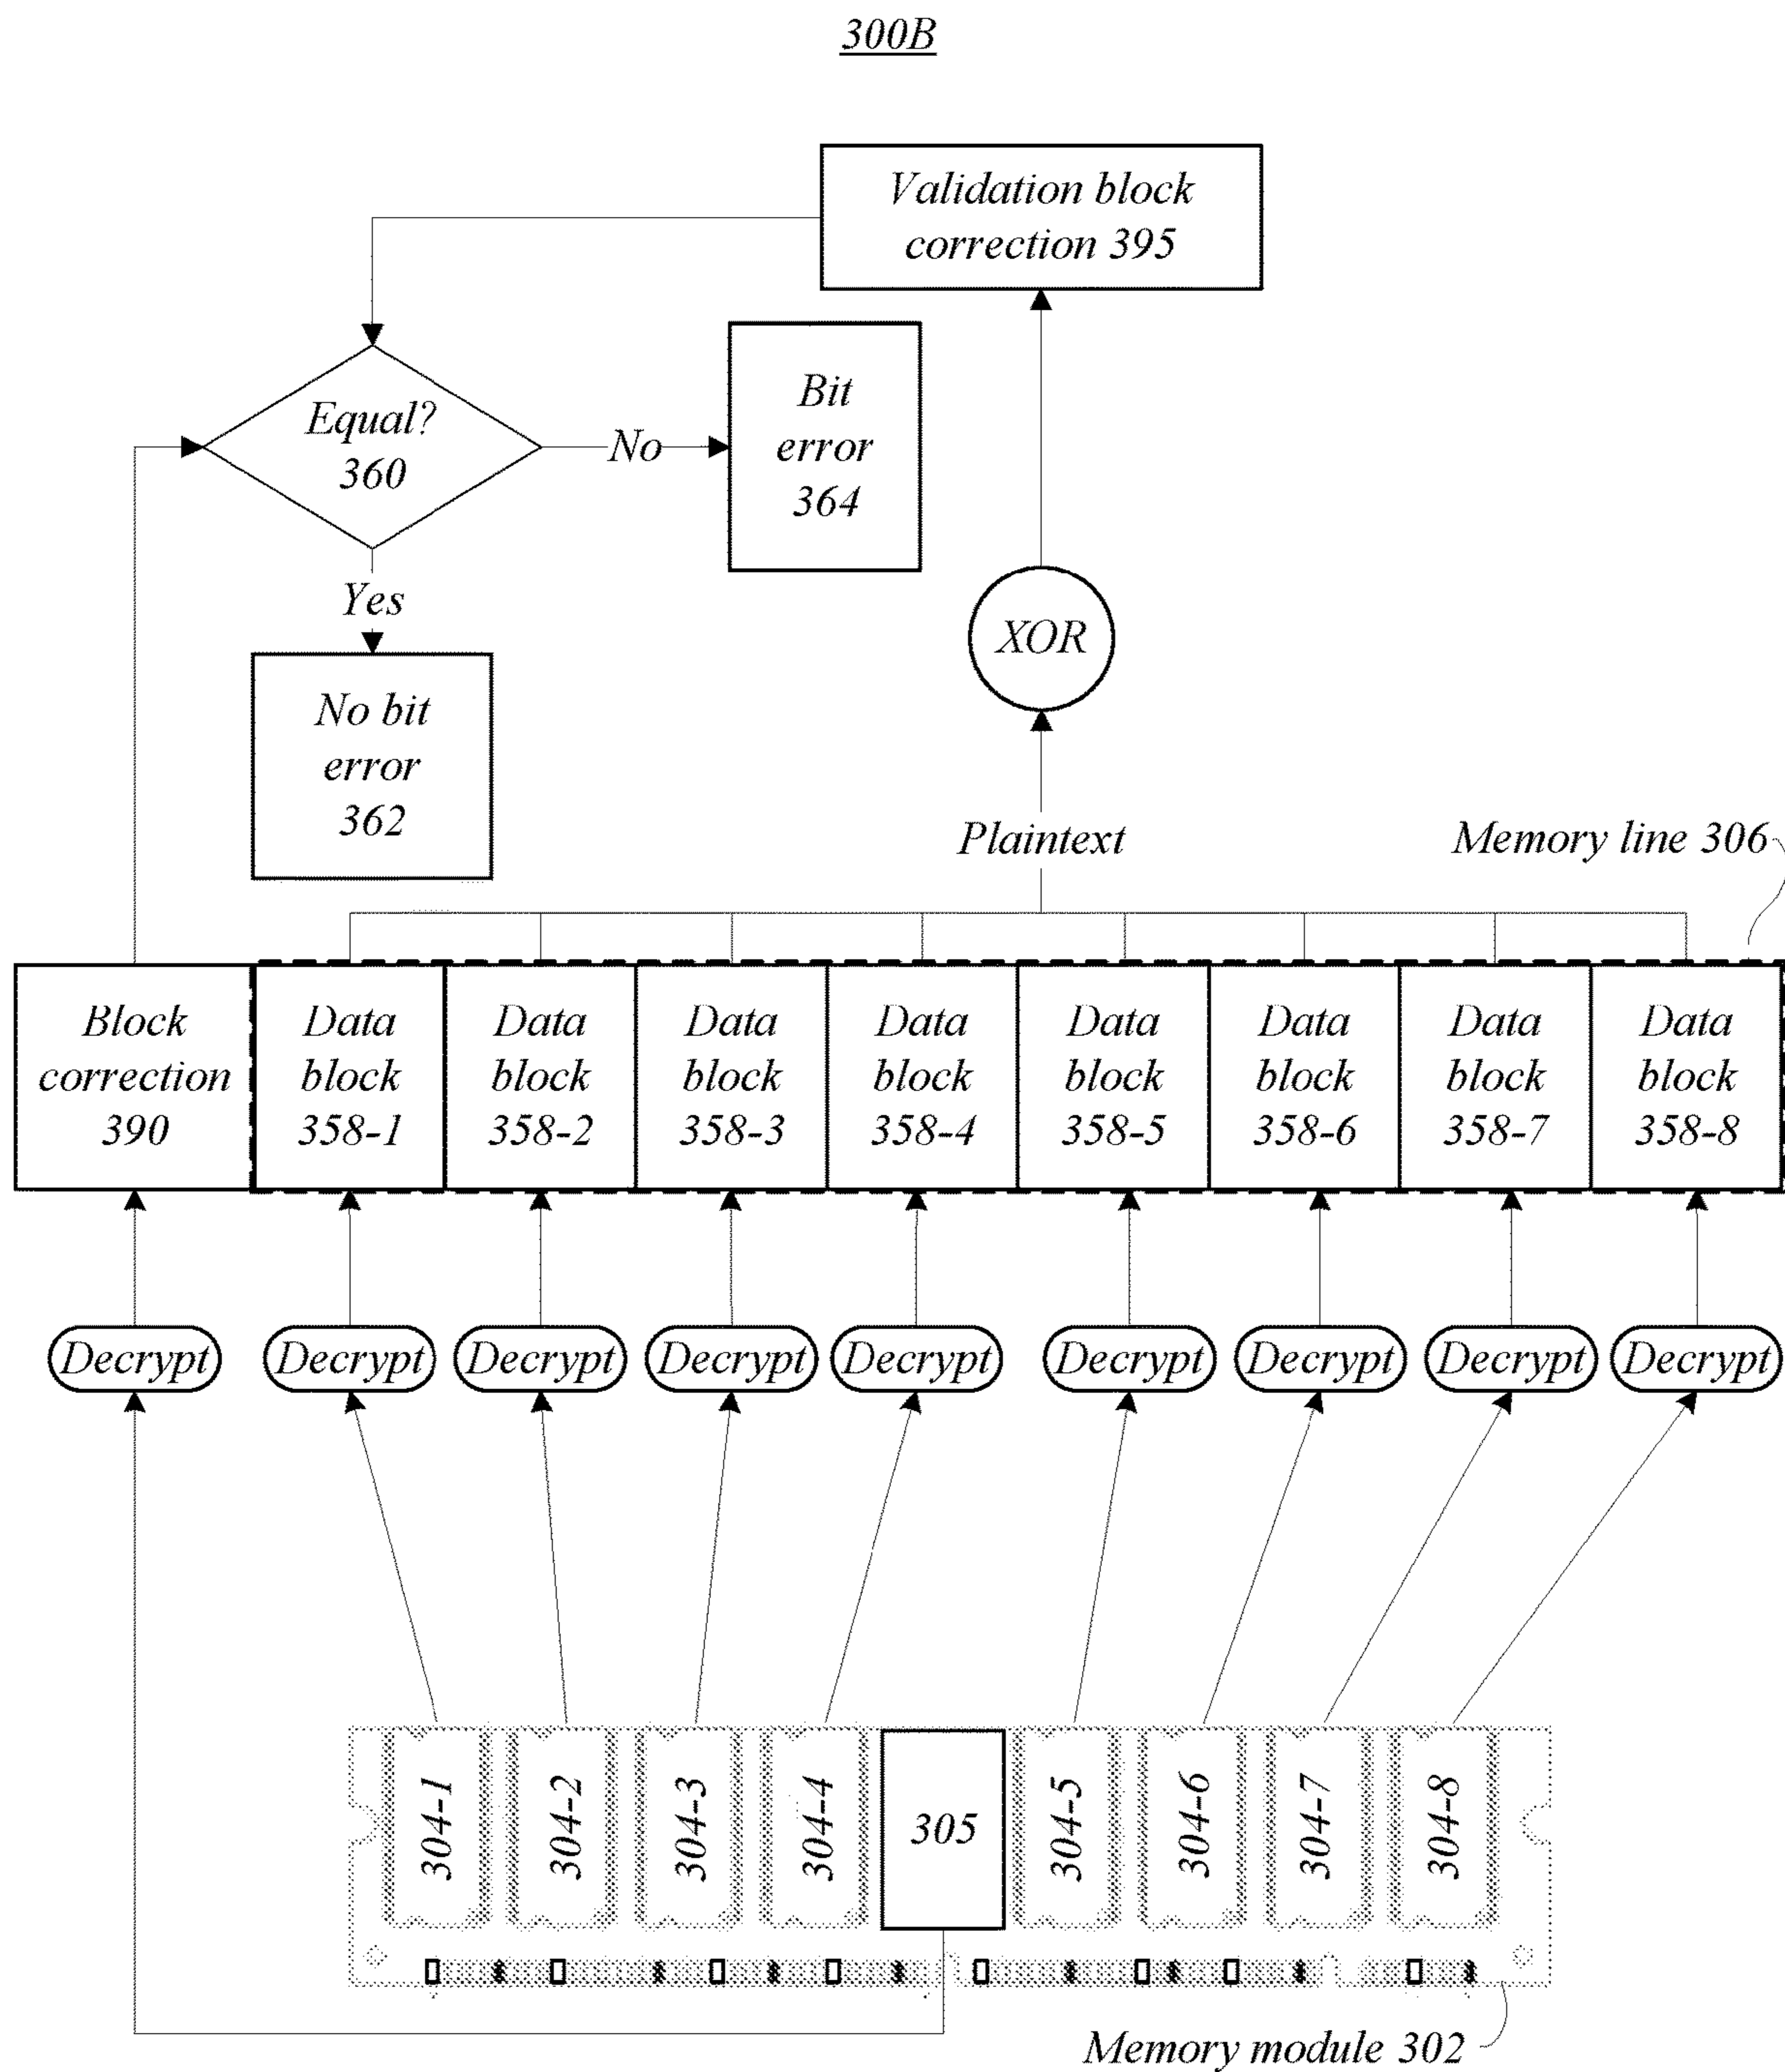 300B
Validation block
correction 395
Equal?
360
No
Bit
error
364
Yes
No bit
error
362
XOR
Plaintext
Memory line 306
Block
correction
390
Data
block
358-1
Data
block
358-2
Data
block
358-3
Data
block
358-4
Data
block
358-5
Data
block
358-6
Data
block
358-7
Data
block
358-8
Decrypt
Decrypt
Decrypt
Decrypt
Decrypt
Decrypt
Decrypt
Decrypt
Decrypt
304-1
304-2
304-3
304-4
305
304-5
304-6
304-7
304-8
Memory module 302